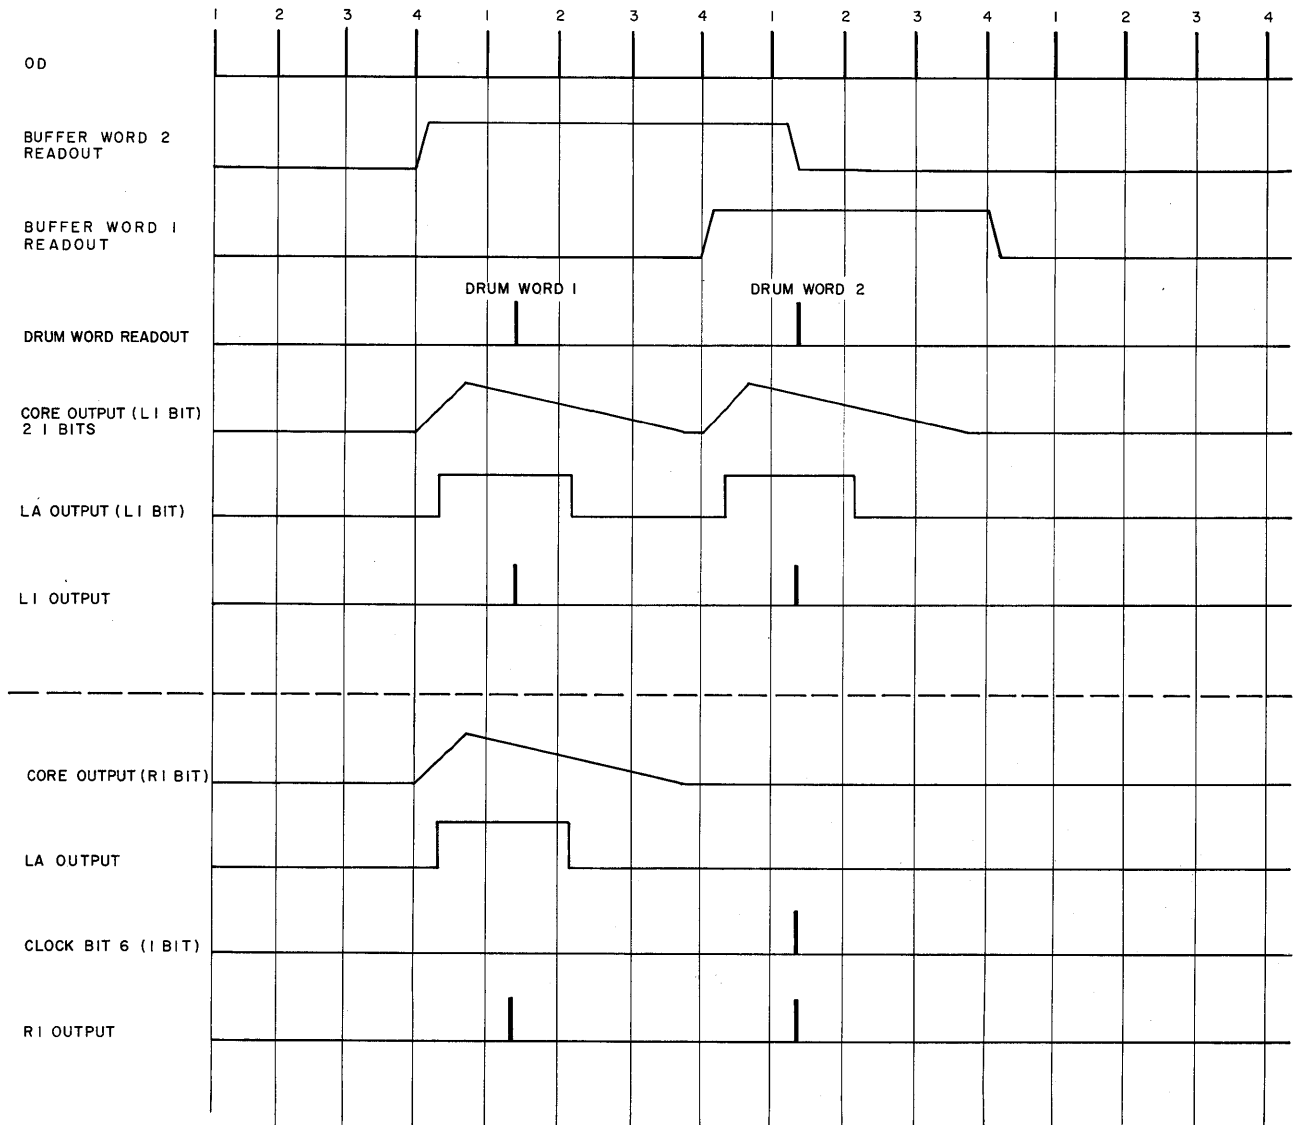 1 2 3 4 1 2 3 4 1 2 3 4 1 2 3 4
OD
BUFFER WORD 2
READOUT
BUFFER WORD 1
READOUT
DRUM WORD 1 DRUM WORD 2
DRUM WORD READOUT
CORE OUTPUT (L1 BIT)
2 1 BITS
LA OUTPUT (L1 BIT)
L1 OUTPUT
CORE OUTPUT (R1 BIT)
LA OUTPUT
CLOCK BIT 6 (1 BIT)
R1 OUTPUT